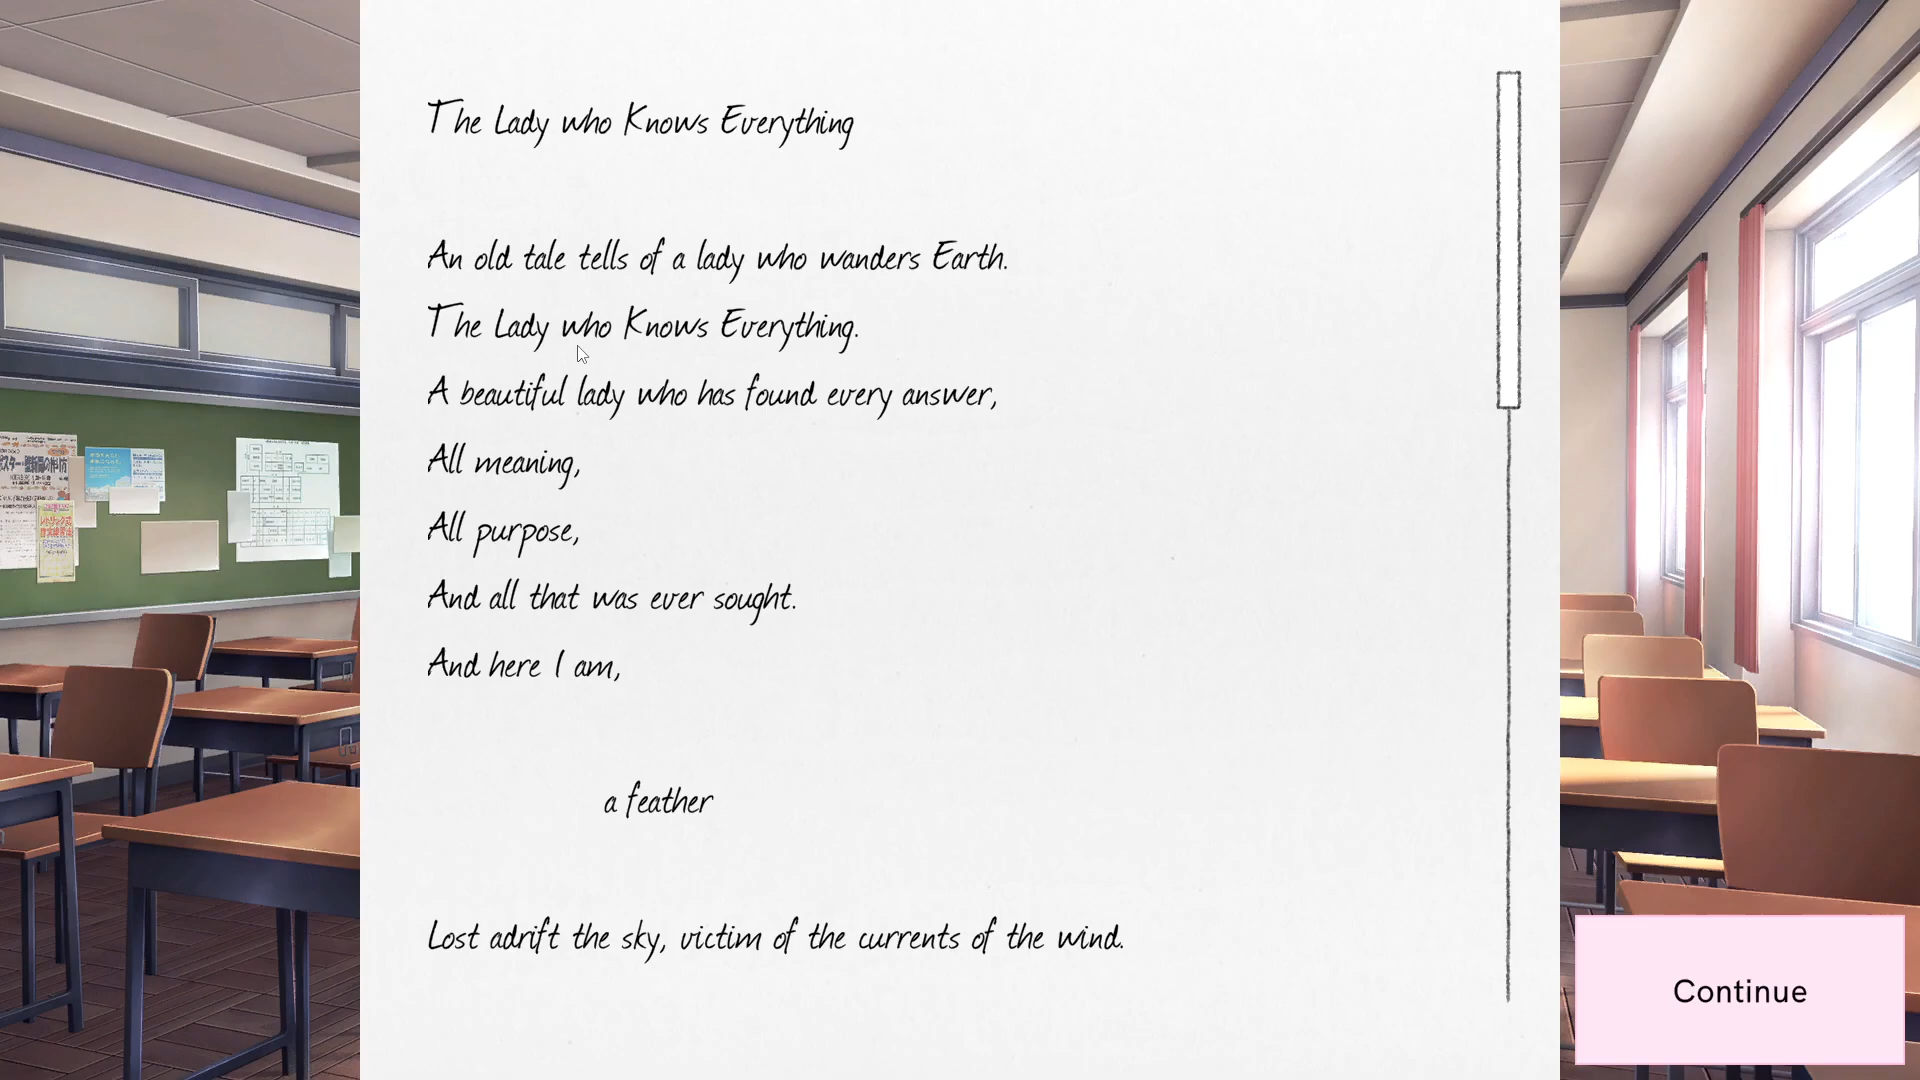 The Lady who Knows Everything
An old tale tells of a lady who wanders Earth.
The Lady who Knows Everything.
A beautiful lady who has found every answer,
All meaning,
All purpose,
And all that was ever sought.
And here I am,
a feather
Lost adrift the sky, victim of the currents of the wind.
Continue